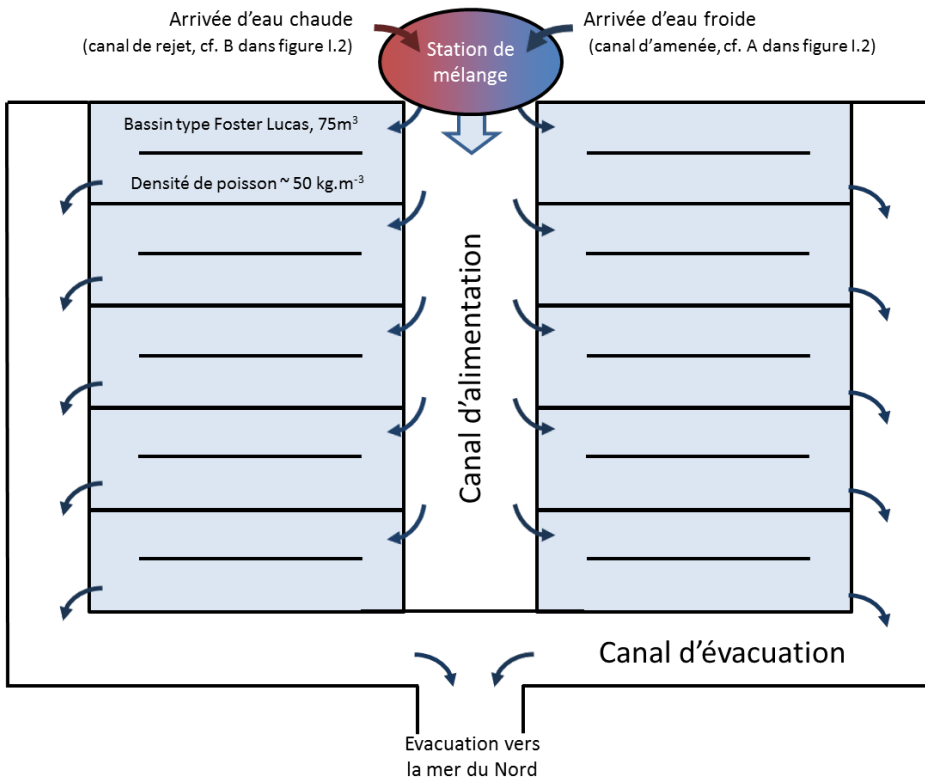 Arrivée d'eau chaude
(canal de rejet, cf. B dans figure I.2)
Station de
mélange
Arrivée d'eau froide
(canal d'amenée, cf. A dans figure I.2)
Bassin type Foster Lucas, 75m³
Densité de poisson ~ 50 kg.m⁻³
Canal d'alimentation
Canal d'évacuation
Evacuation vers
la mer du Nord